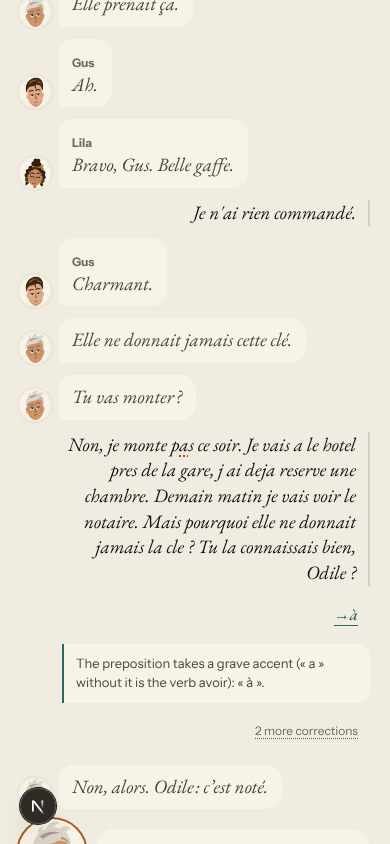 Elle prenait ça.
Gus
Ah.
Lila
Bravo, Gus. Belle gaffe.
Je n'ai rien commandé.
Gus
Charmant.
Elle ne donnait jamais cette clé.
Tu vas monter ?
Non, je monte pas ce soir. Je vais a le hotel
pres de la gare, j ai deja reserve une
chambre. Demain matin je vais voir le
notaire. Mais pourquoi elle ne donnait
jamais la cle ? Tu la connaissais bien,
Odile ?
→ à
The preposition takes a grave accent (« a »
without it is the verb avoir): « à ».
2 more corrections
Non, alors. Odile : c’est noté.
N